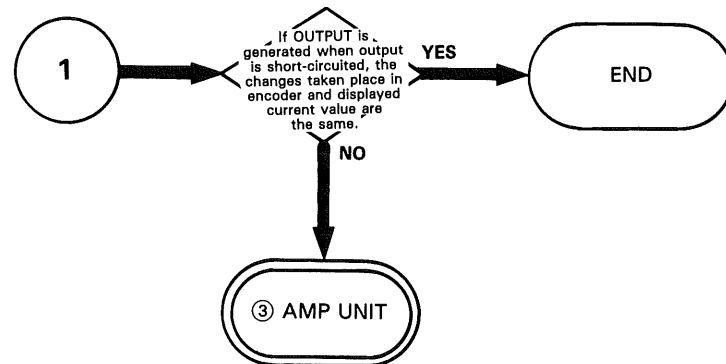 1
If OUTPUT is
generated when output
is short-circuited, the
changes taken place in
encoder and displayed
current value are
the same.
YES
END
NO
③ AMP UNIT